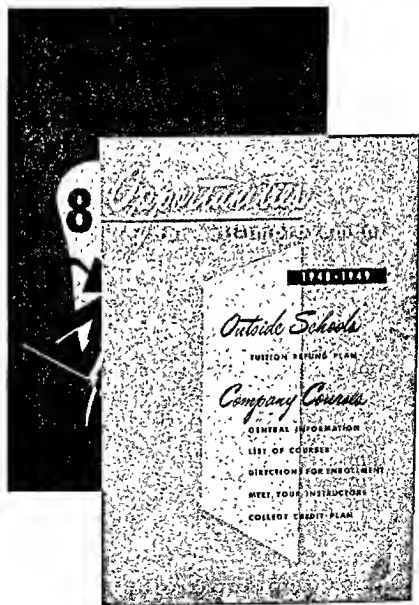 8
Opportunities
1948-1949
Outside Schools
TUITION REFUND PLAN
Company Courses
GENERAL INFORMATION
LIST OF COURSES
DIRECTIONS FOR ENROLLMENT
MEET YOUR INSTRUCTORS
COLLEGE CREDIT PLAN